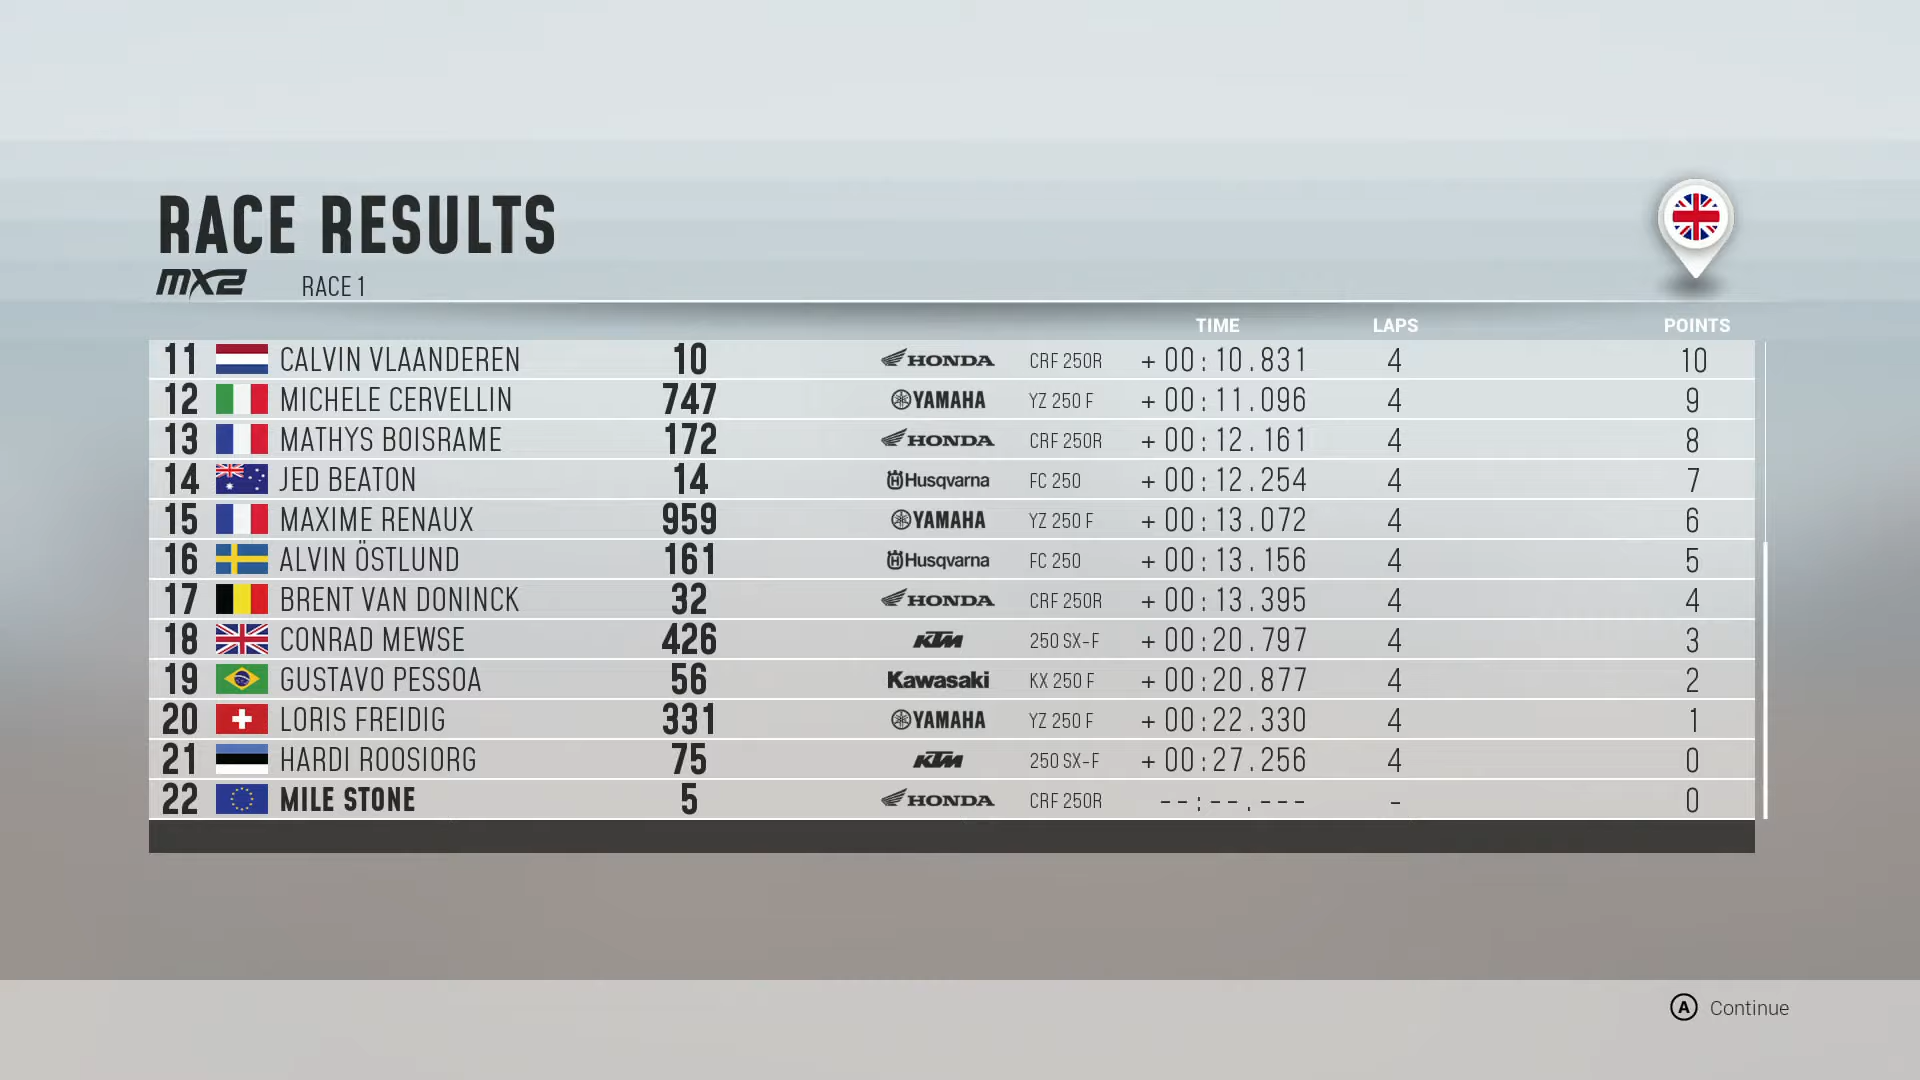 RACE RESULTS
MX2 RACE 1
TIME LAPS POINTS
11 CALVIN VLAANDEREN 10 HONDA CRF 250R + 00:10.831 4 10
12 MICHELE CERVELLIN 747 YAMAHA YZ 250 F + 00:11.096 4 9
13 MATHYS BOISRAME 172 HONDA CRF 250R + 00:12.161 4 8
14 JED BEATON 14 Husqvarna FC 250 + 00:12.254 4 7
15 MAXIME RENAUX 959 YAMAHA YZ 250 F + 00:13.072 4 6
16 ALVIN ÖSTLUND 161 Husqvarna FC 250 + 00:13.156 4 5
17 BRENT VAN DONINCK 32 HONDA CRF 250R + 00:13.395 4 4
18 CONRAD MEWSE 426 KTM 250 SX-F + 00:20.797 4 3
19 GUSTAVO PESSOA 56 Kawasaki KX 250 F + 00:20.877 4 2
20 LORIS FREIDIG 331 YAMAHA YZ 250 F + 00:22.330 4 1
21 HARDI ROOSIORG 75 KTM 250 SX-F + 00:27.256 4 0
22 MILE STONE 5 HONDA CRF 250R --:--.--- - 0
A Continue